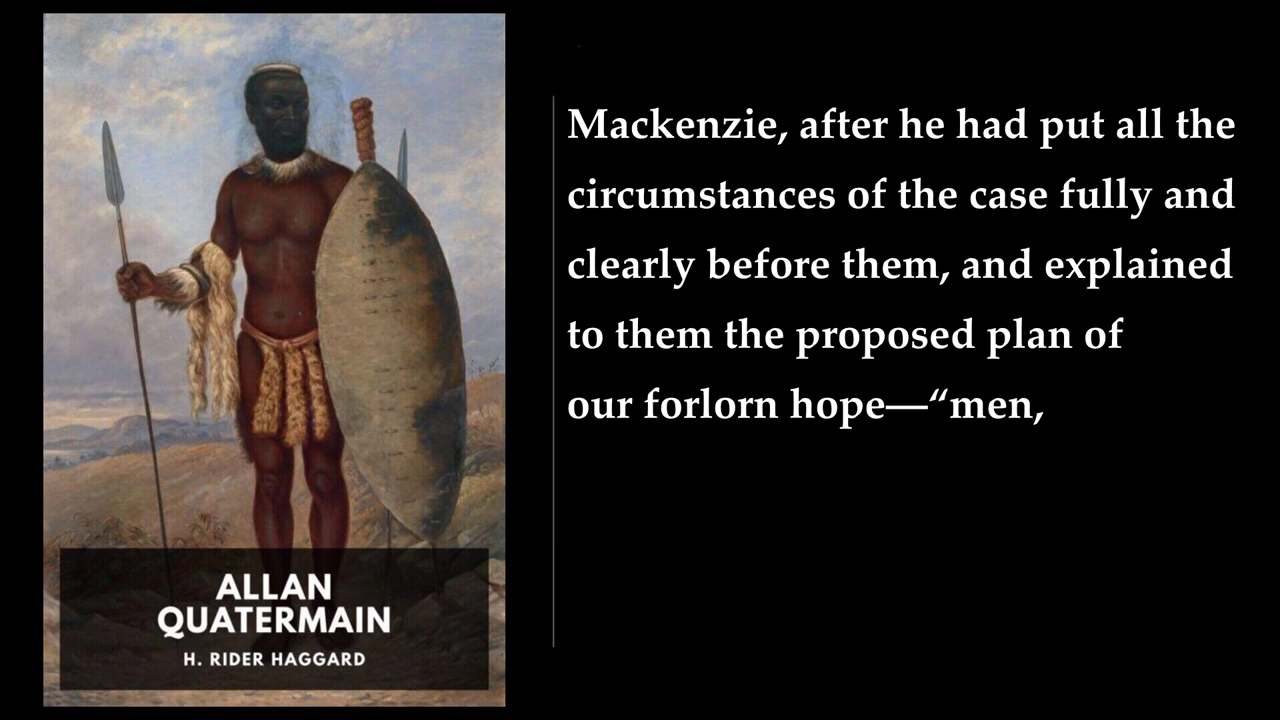 ALLAN
QUATERMAIN
H. RIDER HAGGARD
Mackenzie, after he had put all the
circumstances of the case fully and
clearly before them, and explained
to them the proposed plan of
our forlorn hope—“men,